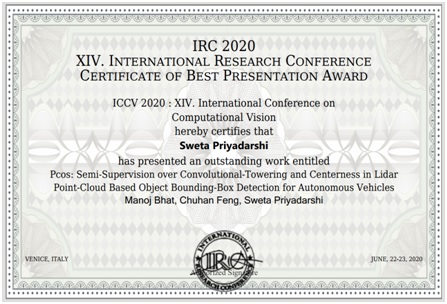 IRC 2020
XIV. INTERNATIONAL RESEARCH CONFERENCE
CERTIFICATE OF BEST PRESENTATION AWARD
ICCV 2020 : XIV. International Conference on
Computational Vision
hereby certifies that
Sweta Priyadarshi
has presented an outstanding work entitled
Pcos: Semi-Supervision over Convolutional-Towering and Centerness in Lidar
Point-Cloud Based Object Bounding-Box Detection for Autonomous Vehicles
Manoj Bhat, Chuhan Feng, Sweta Priyadarshi
INTERNATIONAL
IRC
RESEARCH CONFERENCE
Authorized Signature
VENICE, ITALY
JUNE, 22-23, 2020